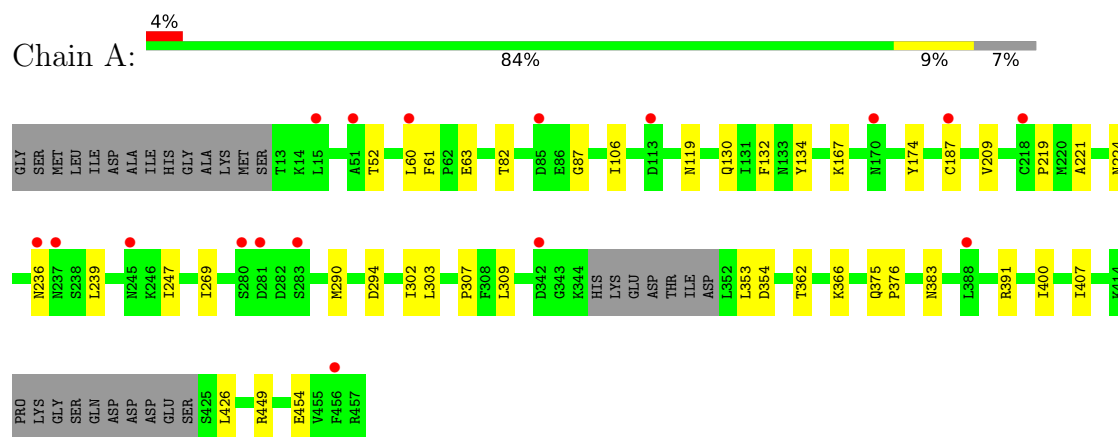 4%
Chain A:
84% 9% 7%
GLY SER MET LEU ILE ASP ALA ILE HIS GLY ALA LYS MET SER T13 K14 L15 A51 T52 L60 F61 P62 E63 T82 D85 E86 G87 I106 D113 N119 Q130 I131 F132 N133 Y134 K167 N170 Y174 C187 V209 C218 P219 M220 A221
N236 N237 S238 L239 N245 K246 I247 I269 S280 D281 D282 S283 M290 D294 I302 L303 P307 F308 L309 D342 G343 K344 HIS LYS GLU ASP THR ILE ASP L352 L353 D354 T362 K366 Q375 P376 N383 L388 R391 I400 I407
PRO LYS GLY SER GLN ASP ASP ASP GLU SER S425 L426 R449 E454 V455 F456 R457